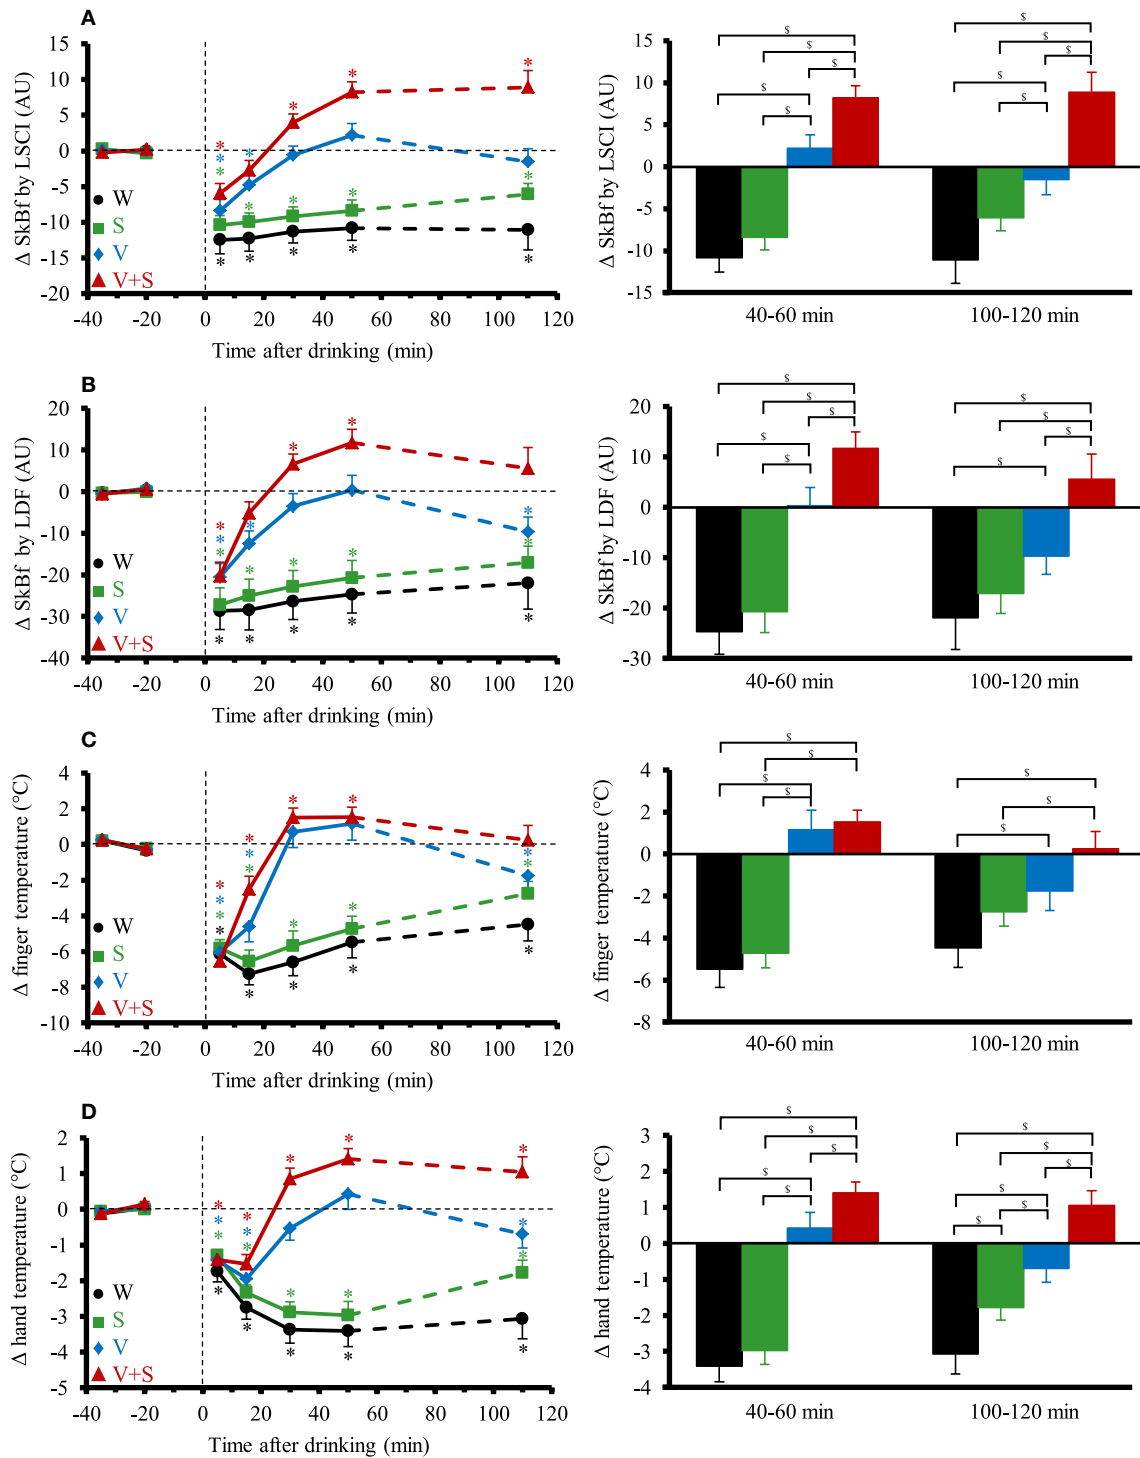 A
Δ SkBf by LSCI (AU)
15
10
5
0
-5
-10
-15
-20
W
S
V
V+S
* * * * * * * * * * * * * * * * * *
-40 -20 0 20 40 60 80 100 120
Time after drinking (min)
Δ SkBf by LSCI (AU)
15
10
5
0
-5
-10
-15
$ $ $ $ $
$ $ $ $ $
40-60 min 100-120 min
B
Δ SkBf by LDF (AU)
20
10
0
-10
-20
-30
-40
W
S
V
V+S
-40 -20 0 20 40 60 80 100 120
Time after drinking (min)
Δ SkBf by LDF (AU)
20
10
0
-10
-20
-30
$ $ $ $ $
$ $ $ $
40-60 min 100-120 min
C
Δ finger temperature (°C)
4
2
0
-2
-4
-6
-8
-10
W
S
V
V+S
-40 -20 0 20 40 60 80 100 120
Time after drinking (min)
Δ finger temperature (°C)
4
2
0
-2
-4
-6
-8
$ $ $ $
$ $ $
40-60 min 100-120 min
D
Δ hand temperature (°C)
2
1
0
-1
-2
-3
-4
-5
W
S
V
V+S
-40 -20 0 20 40 60 80 100 120
Time after drinking (min)
Δ hand temperature (°C)
3
2
1
0
-1
-2
-3
-4
$ $ $ $ $
$ $ $ $ $ $
40-60 min 100-120 min